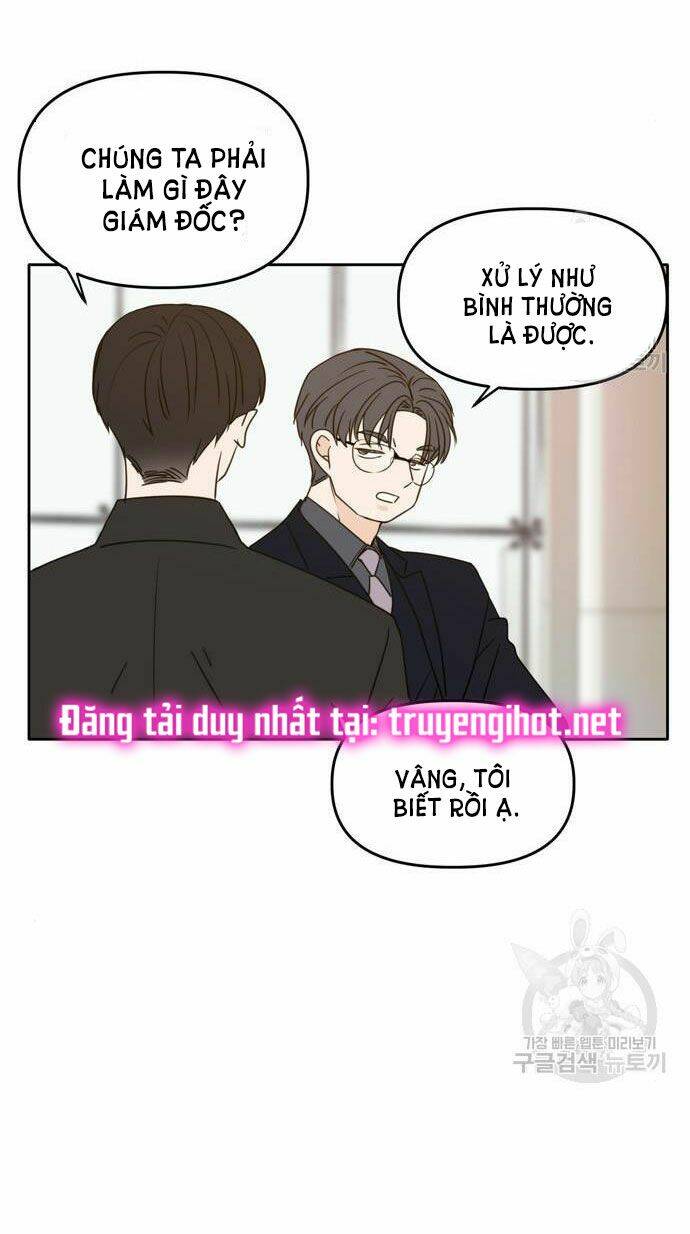 CHÚNG TA PHẢI
LÀM GÌ ĐÂY
GIÁM ĐỐC?
XỬ LÝ NHƯ
BÌNH THƯỜNG
LÀ ĐƯỢC.
Đăng tải duy nhất tại: truyengihot.net
VÂNG, TÔI
BIẾT RỒI Ạ.
가장 빠른 웹툰 미리보기
구글검색 뉴토끼